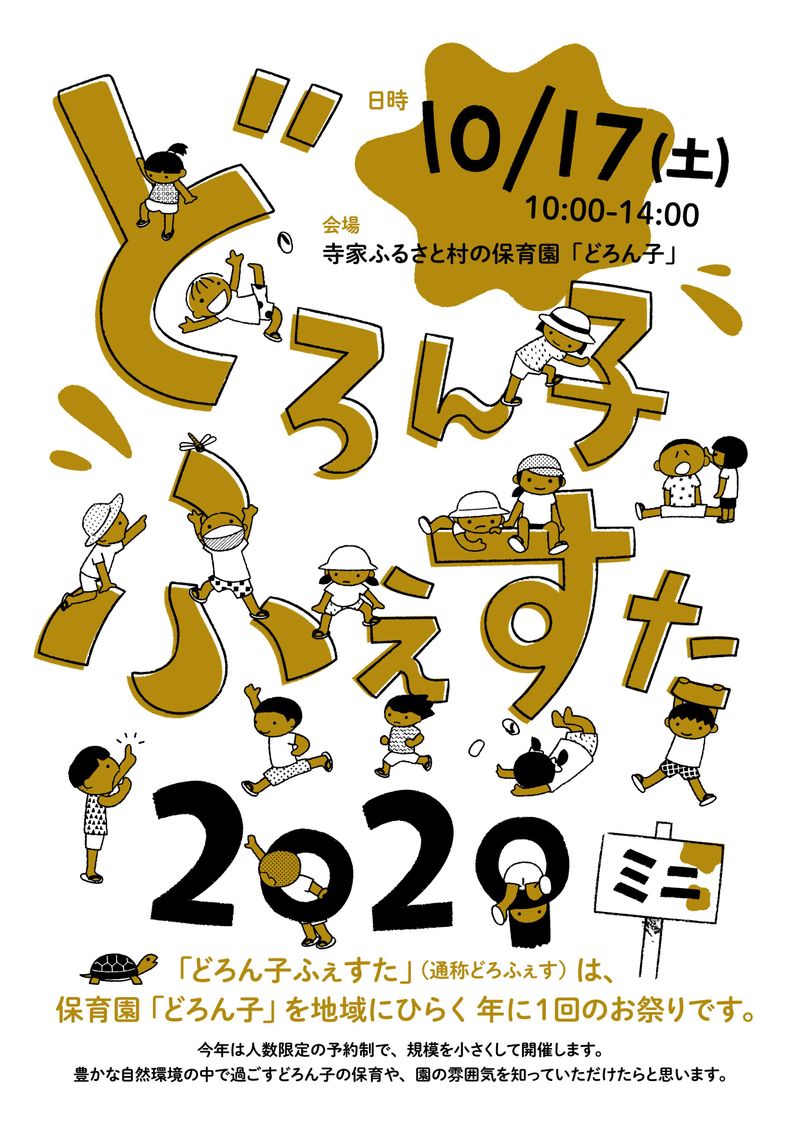 日時
10/17(土)
10:00-14:00
会場
寺家ふるさと村の保育園「どろん子」
どろん子
ふぇすた
2020
ミニ
「どろん子ふぇすた」(通称どろふぇす)は、
保育園「どろん子」を地域にひらく 年に1回のお祭りです。
今年は人数限定の予約制で、規模を小さくして開催します。
豊かな自然環境の中で過ごすどろん子の保育や、園の雰囲気を知っていただけたらと思います。